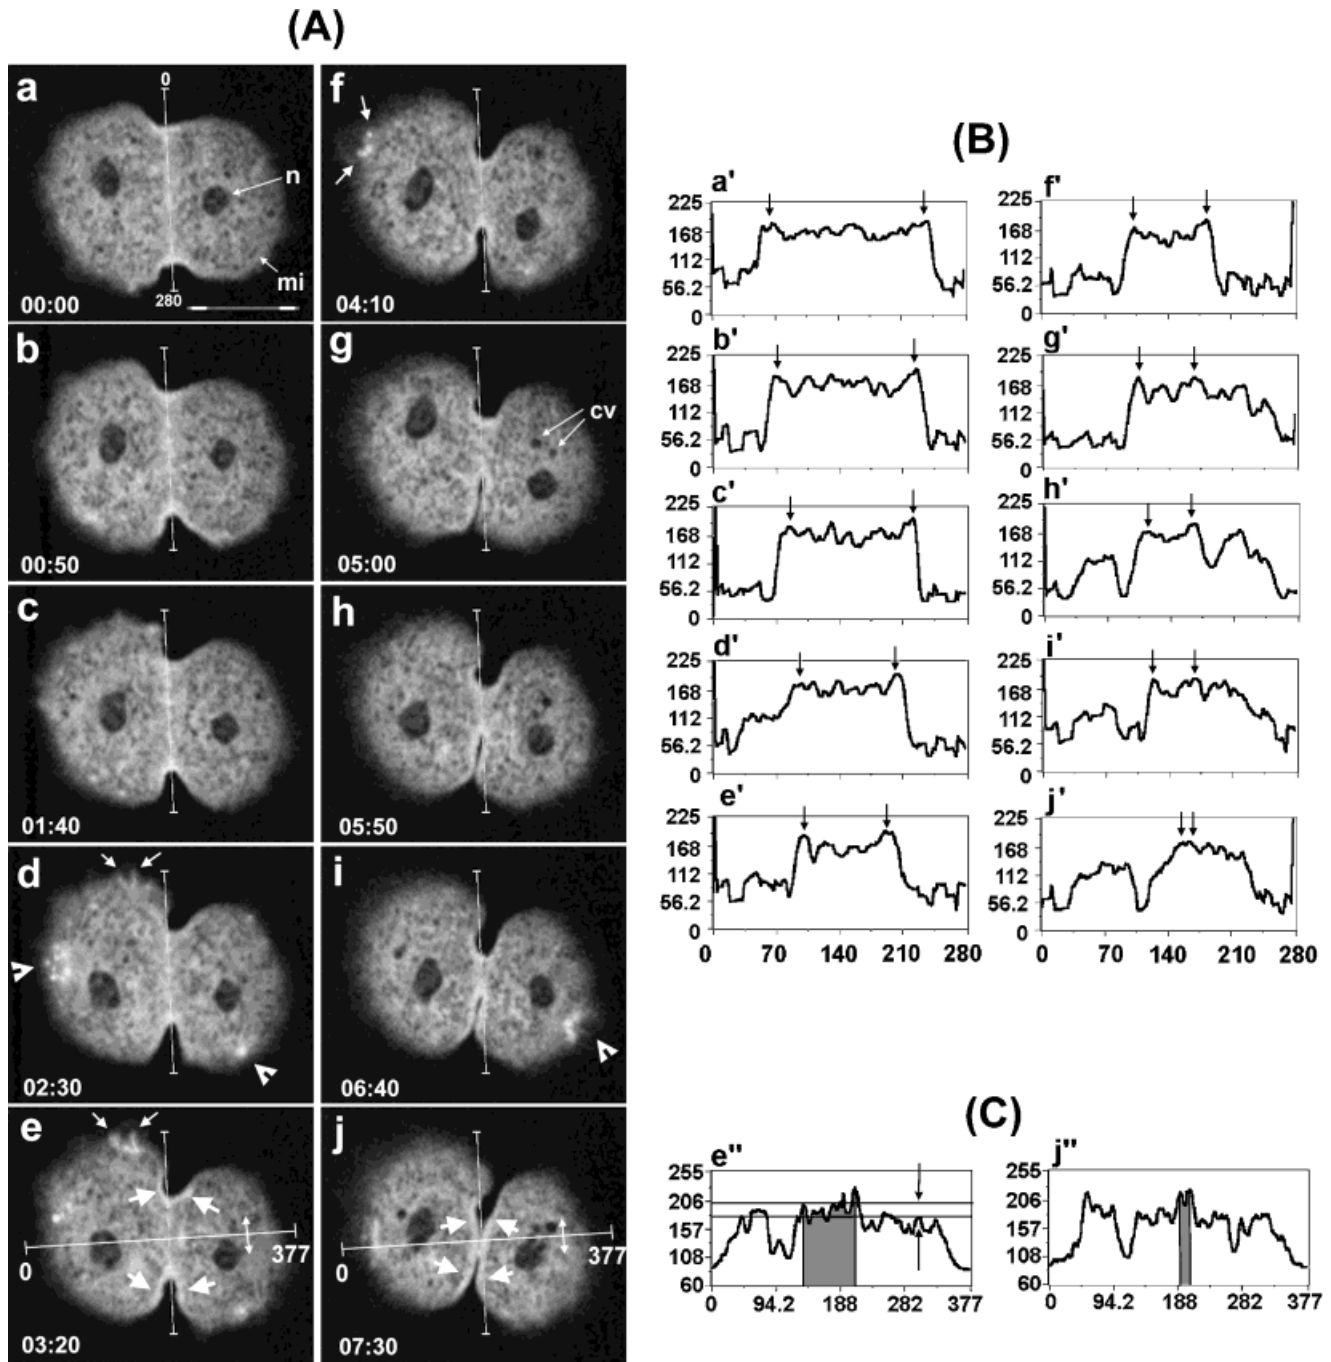 (A)
a
0
n
mi
280
00:00
f
04:10
b
00:50
g
cv
05:00
c
01:40
h
05:50
d
02:30
i
06:40
e
0
377
03:20
j
0
377
07:30
(B)
a'
225
168
112
56.2
0
f'
225
168
112
56.2
0
b'
225
168
112
56.2
0
g'
225
168
112
56.2
0
c'
225
168
112
56.2
0
h'
225
168
112
56.2
0
d'
225
168
112
56.2
0
i'
225
168
112
56.2
0
e'
225
168
112
56.2
0
0 70 140 210 280
j'
225
168
112
56.2
0
0 70 140 210 280
(C)
e"
255
206
157
108
60
0 94.2 188 282 377
j"
255
206
157
108
60
0 94.2 188 282 377